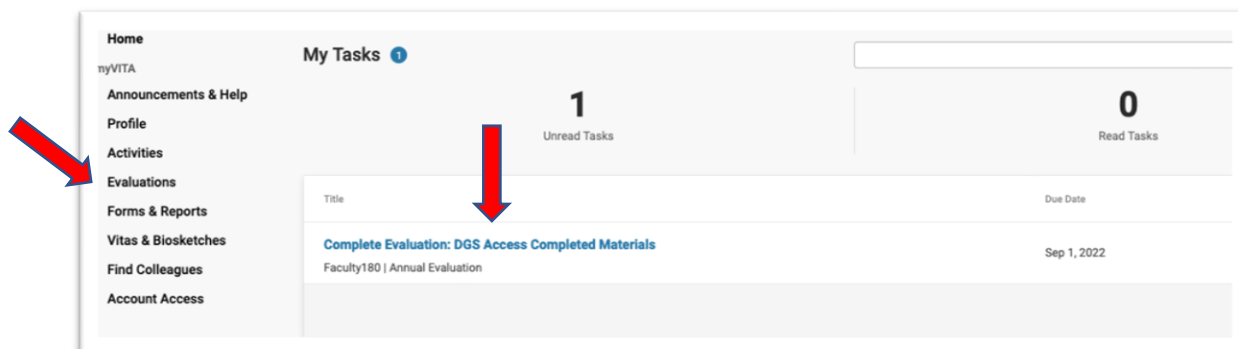 Home
myVITA
Announcements & Help
Profile
Activities
Evaluations
Forms & Reports
Vitas & Biosketches
Find Colleagues
Account Access
My Tasks 1
1
Unread Tasks
0
Read Tasks
Title
Due Date
Complete Evaluation: DGS Access Completed Materials
Sep 1, 2022
Faculty180 | Annual Evaluation